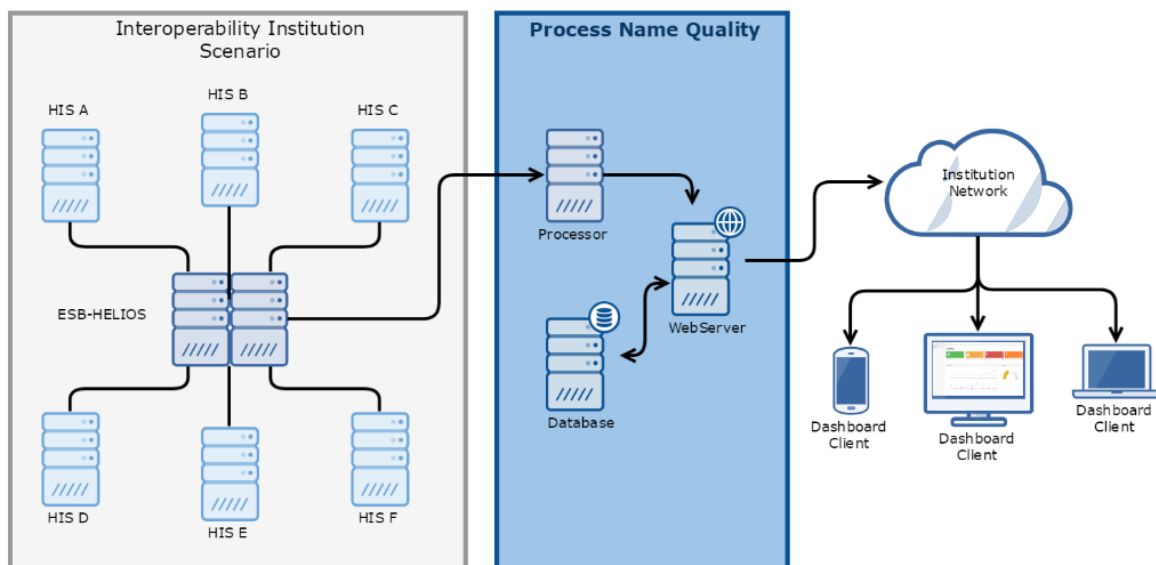 Interoperability Institution
Scenario
HIS A
HIS B
HIS C
ESB-HELIOS
HIS D
HIS E
HIS F
Process Name Quality
Processor
WebServer
Database
Institution
Network
Dashboard
Client
Dashboard
Client
Dashboard
Client